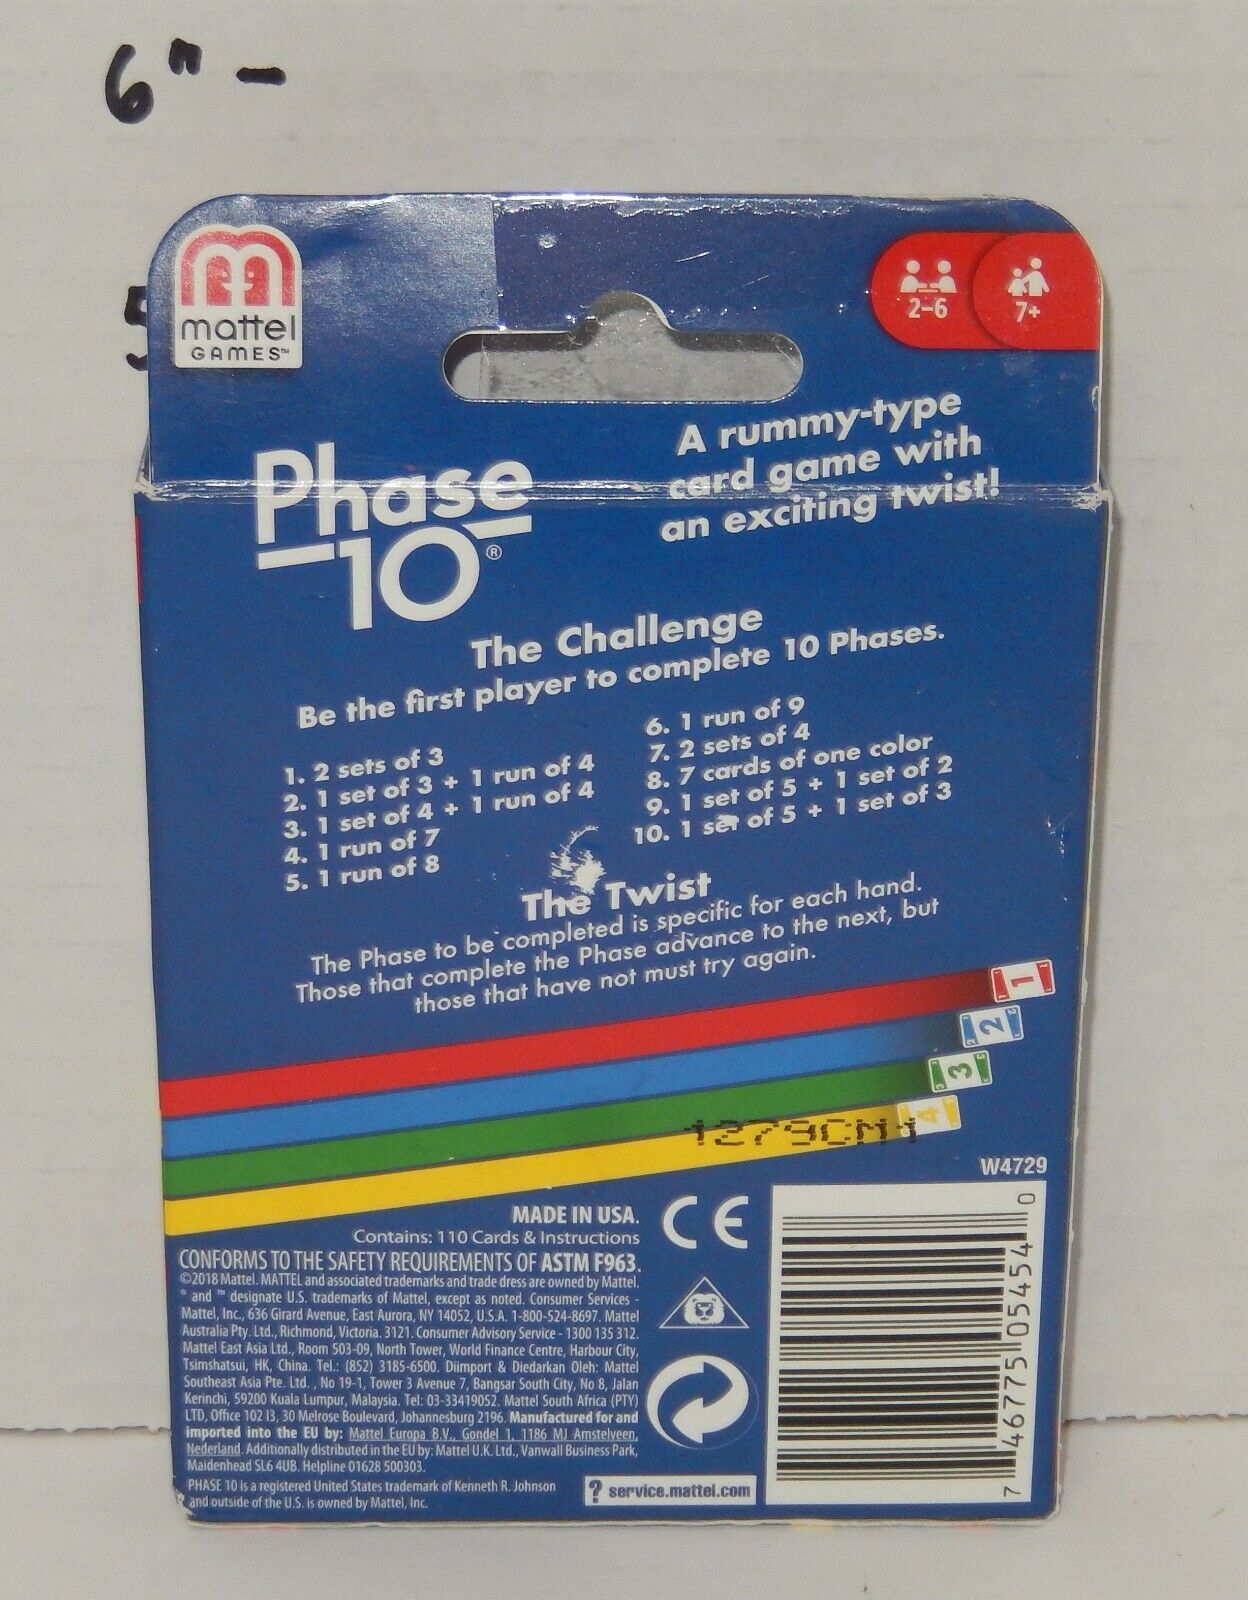 6" -
5
mattel
GAMES™
2-6
7+
A rummy-type
card game with
an exciting twist!
Phase
10®
The Challenge
Be the first player to complete 10 Phases.
1. 2 sets of 3
2. 1 set of 3 + 1 run of 4
3. 1 set of 4 + 1 run of 4
4. 1 run of 7
5. 1 run of 8
6. 1 run of 9
7. 2 sets of 4
8. 7 cards of one color
9. 1 set of 5 + 1 set of 2
10. 1 set of 5 + 1 set of 3
The Twist
The Phase to be completed is specific for each hand.
Those that complete the Phase advance to the next, but
those that have not must try again.
1
2
3
4
1279CM1
W4729
MADE IN USA.
Contains: 110 Cards & Instructions
CONFORMS TO THE SAFETY REQUIREMENTS OF ASTM F963.
©2018 Mattel. MATTEL and associated trademarks and trade dress are owned by Mattel.
® and ™ designate U.S. trademarks of Mattel, except as noted. Consumer Services -
Mattel, Inc., 636 Girard Avenue, East Aurora, NY 14052, U.S.A. 1-800-524-8697. Mattel
Australia Pty. Ltd., Richmond, Victoria. 3121. Consumer Advisory Service - 1300 135 312.
Mattel East Asia Ltd., Room 503-09, North Tower, World Finance Centre, Harbour City,
Tsimshatsui, HK, China. Tel.: (852) 3185-6500. Diimport & Diedarkan Oleh: Mattel
Southeast Asia Pte. Ltd., No 19-1, Tower 3 Avenue 7, Bangsar South City, No 8, Jalan
Kerinchi, 59200 Kuala Lumpur, Malaysia. Tel: 03-33419052. Mattel South Africa (PTY)
LTD, Office 102 I3, 30 Melrose Boulevard, Johannesburg 2196. Manufactured for and
imported into the EU by: Mattel Europa B.V., Gondel 1, 1186 MJ Amstelveen,
Nederland. Additionally distributed in the EU by: Mattel U.K. Ltd., Vanwall Business Park,
Maidenhead SL6 4UB. Helpline 01628 500303.
PHASE 10 is a registered United States trademark of Kenneth R. Johnson
and outside of the U.S. is owned by Mattel, Inc.
CE
? service.mattel.com
7 46775 05454 0